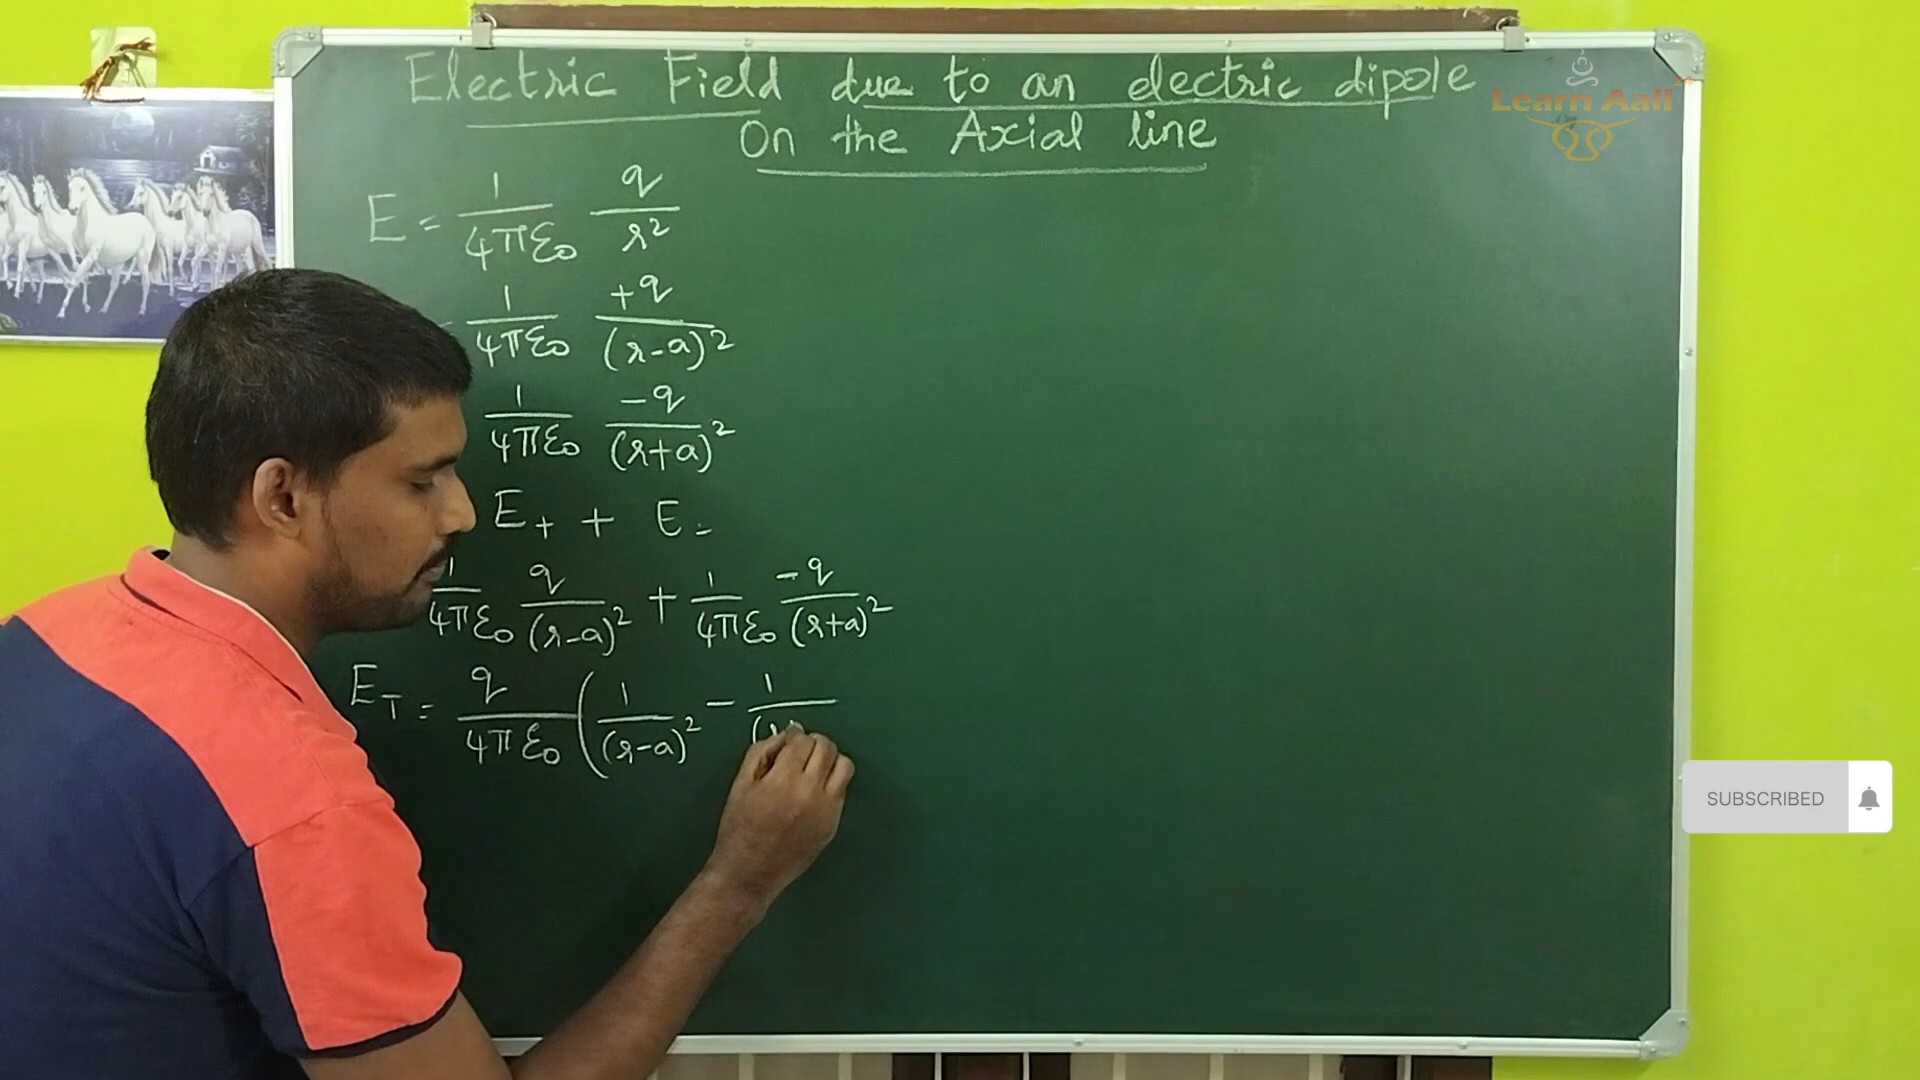 Electric Field due to an electric dipole
On the Axial line
Learn Aall
E = 1/4πε₀ q/r²
1/4πε₀ +q/(r-a)²
1/4πε₀ -q/(r+a)²
E₊ + E₋
1/4πε₀ q/(r-a)² + 1/4πε₀ -q/(r+a)²
E_T = q/4πε₀ (1/(r-a)² - 1/(r
SUBSCRIBED